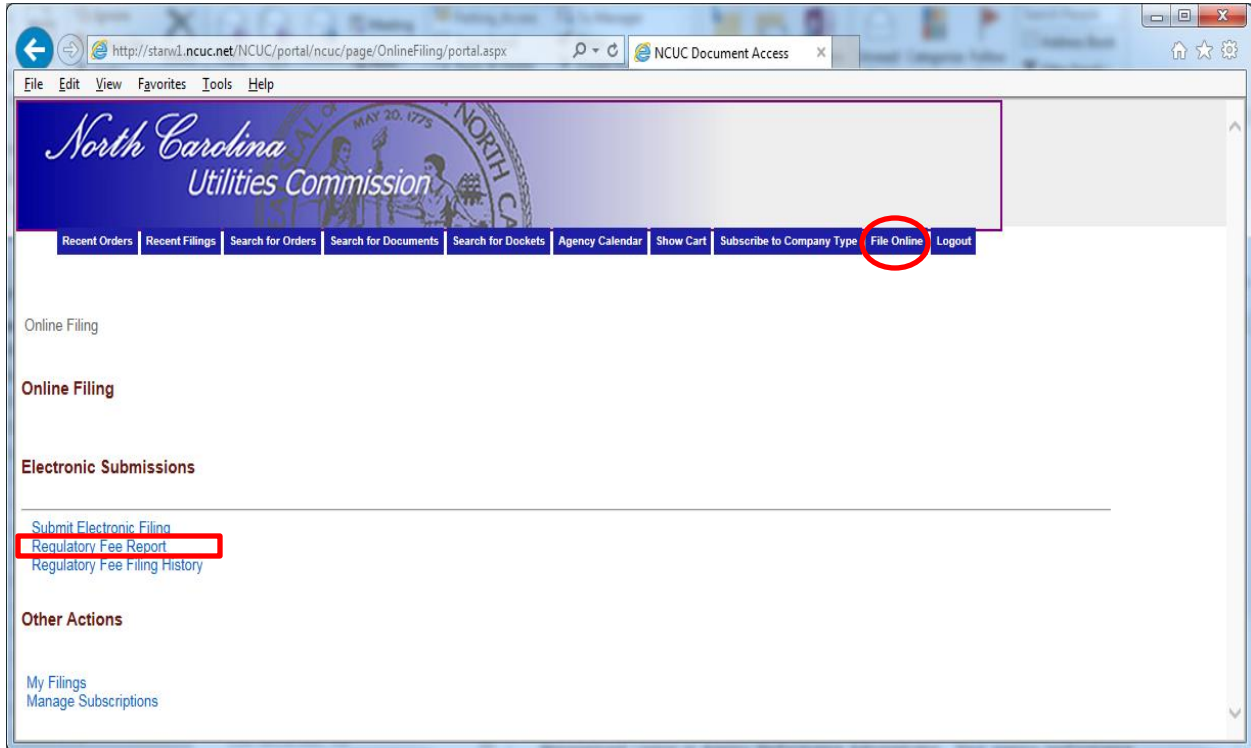 http://starw1.ncuc.net/NCUC/portal/ncuc/page/OnlineFiling/portal.aspx
NCUC Document Access
File Edit View Favorites Tools Help
MAY 20, 1775
North Carolina
Utilities Commission
Recent Orders Recent Filings Search for Orders Search for Documents Search for Dockets Agency Calendar Show Cart Subscribe to Company Type File Online Logout
Online Filing
Online Filing
Electronic Submissions
Submit Electronic Filing
Regulatory Fee Report
Regulatory Fee Filing History
Other Actions
My Filings
Manage Subscriptions